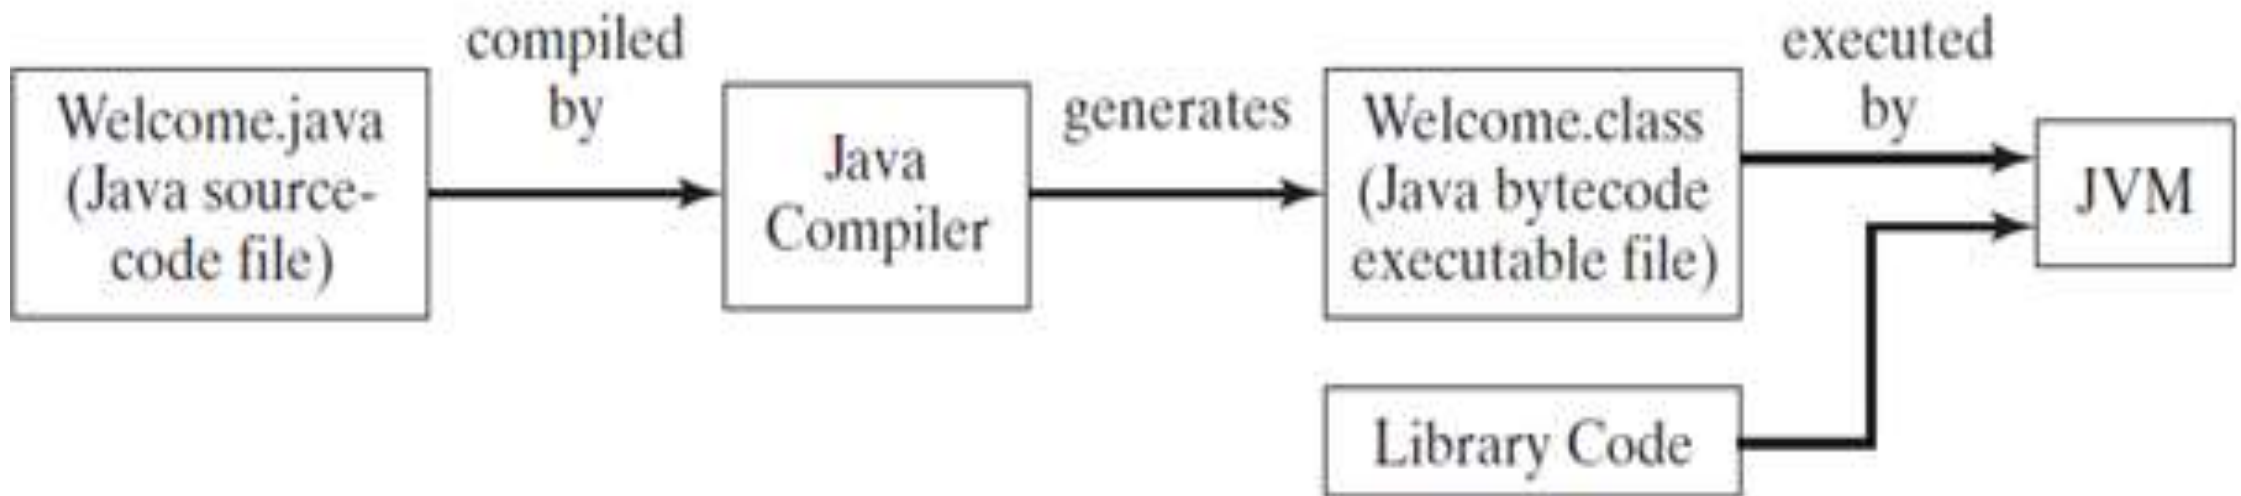 Welcome.java
(Java source-
code file)
compiled
by
Java
Compiler
generates
Welcome.class
(Java bytecode
executable file)
executed
by
JVM
Library Code